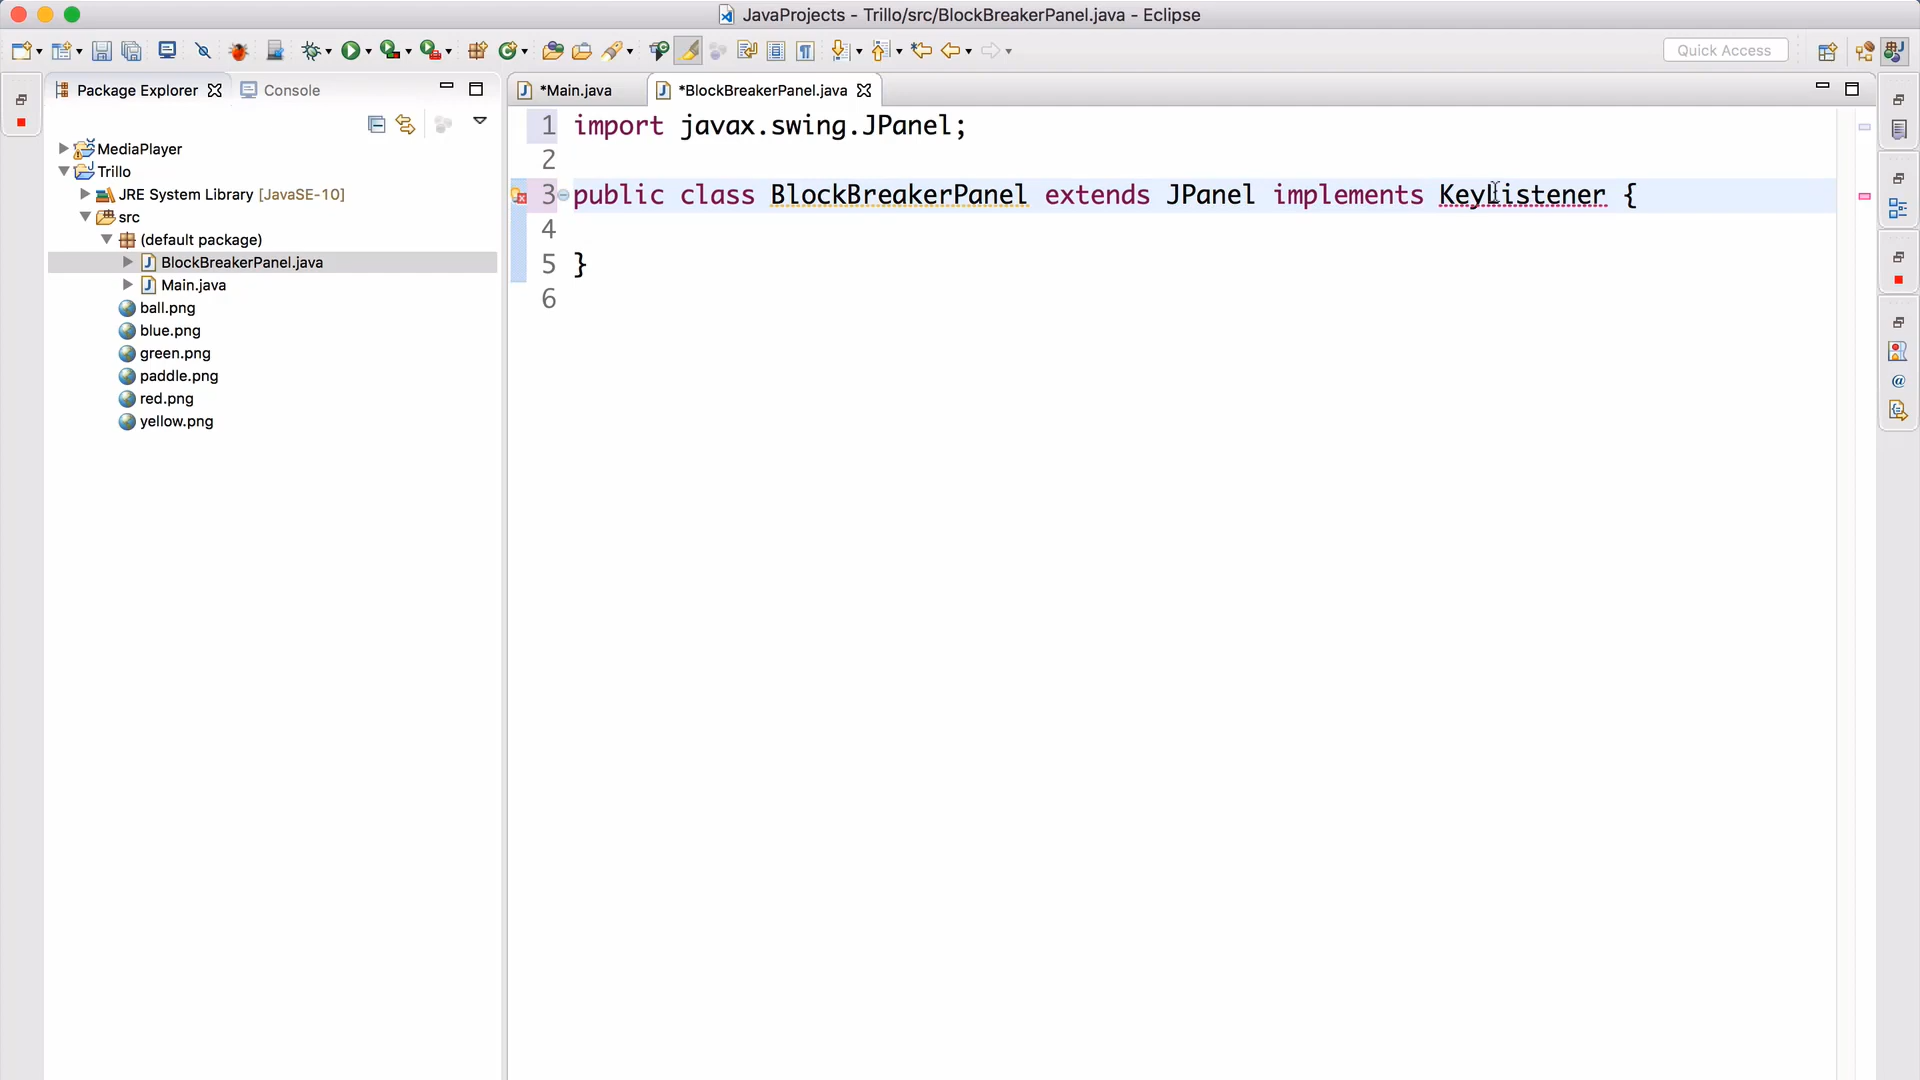 JavaProjects - Trillo/src/BlockBreakerPanel.java - Eclipse
Quick Access
Package Explorer
Console
*Main.java
*BlockBreakerPanel.java
MediaPlayer
Trillo
JRE System Library [JavaSE-10]
src
(default package)
BlockBreakerPanel.java
Main.java
ball.png
blue.png
green.png
paddle.png
red.png
yellow.png
1 import javax.swing.JPanel;
2
3 public class BlockBreakerPanel extends JPanel implements KeyListener {
4
5 }
6